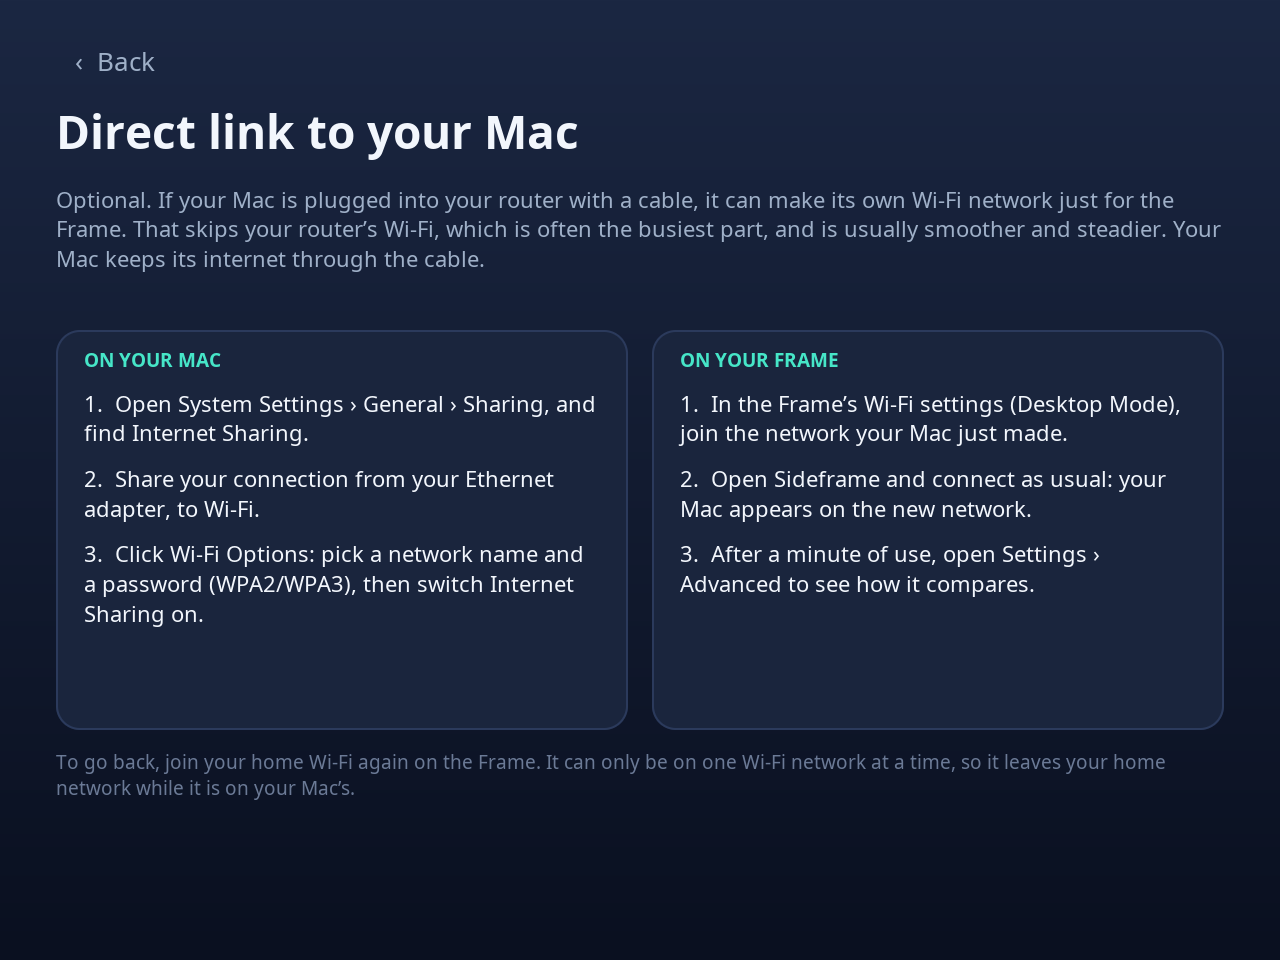 ‹ Back
Direct link to your Mac
Optional. If your Mac is plugged into your router with a cable, it can make its own Wi-Fi network just for the
Frame. That skips your router’s Wi-Fi, which is often the busiest part, and is usually smoother and steadier. Your
Mac keeps its internet through the cable.
ON YOUR MAC
1. Open System Settings › General › Sharing, and
find Internet Sharing.
2. Share your connection from your Ethernet
adapter, to Wi-Fi.
3. Click Wi-Fi Options: pick a network name and
a password (WPA2/WPA3), then switch Internet
Sharing on.
ON YOUR FRAME
1. In the Frame’s Wi-Fi settings (Desktop Mode),
join the network your Mac just made.
2. Open Sideframe and connect as usual: your
Mac appears on the new network.
3. After a minute of use, open Settings ›
Advanced to see how it compares.
To go back, join your home Wi-Fi again on the Frame. It can only be on one Wi-Fi network at a time, so it leaves your home
network while it is on your Mac’s.